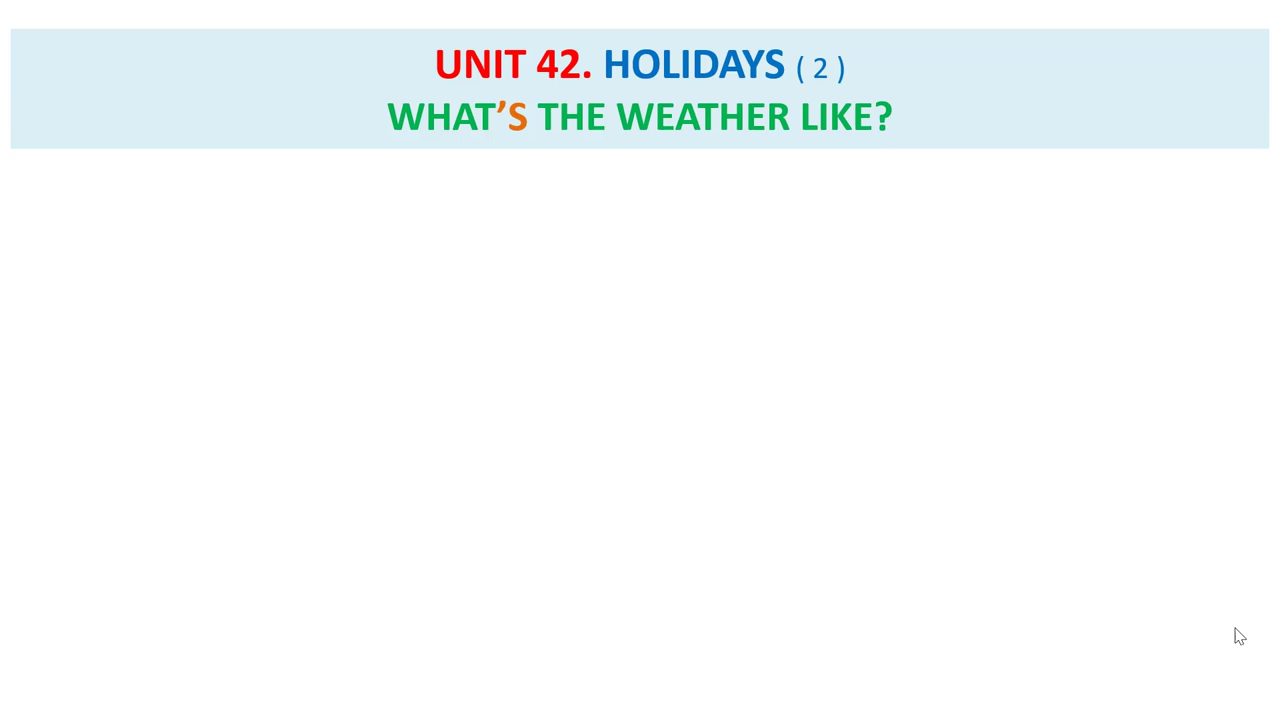 UNIT 42. HOLIDAYS ( 2 )
WHAT’S THE WEATHER LIKE?